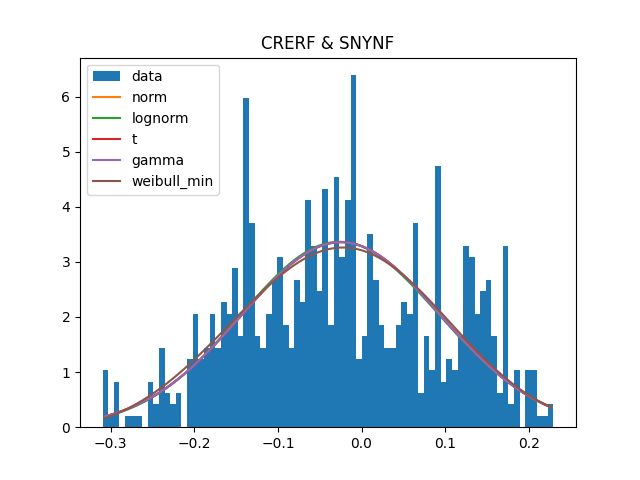 CRERF & SNYNF
data
norm
lognorm
t
gamma
weibull_min
6
5
4
3
2
1
0
−0.3
−0.2
−0.1
0.0
0.1
0.2